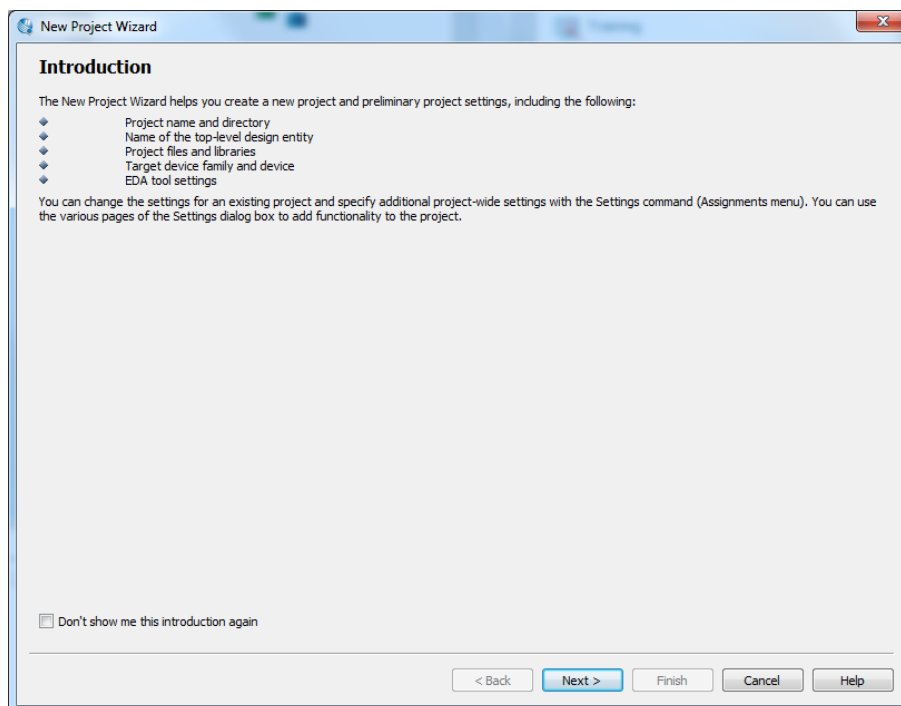 New Project Wizard
Training
Introduction
The New Project Wizard helps you create a new project and preliminary project settings, including the following:
Project name and directory
Name of the top-level design entity
Project files and libraries
Target device family and device
EDA tool settings
You can change the settings for an existing project and specify additional project-wide settings with the Settings command (Assignments menu). You can use
the various pages of the Settings dialog box to add functionality to the project.
Don't show me this introduction again
< Back
Next >
Finish
Cancel
Help